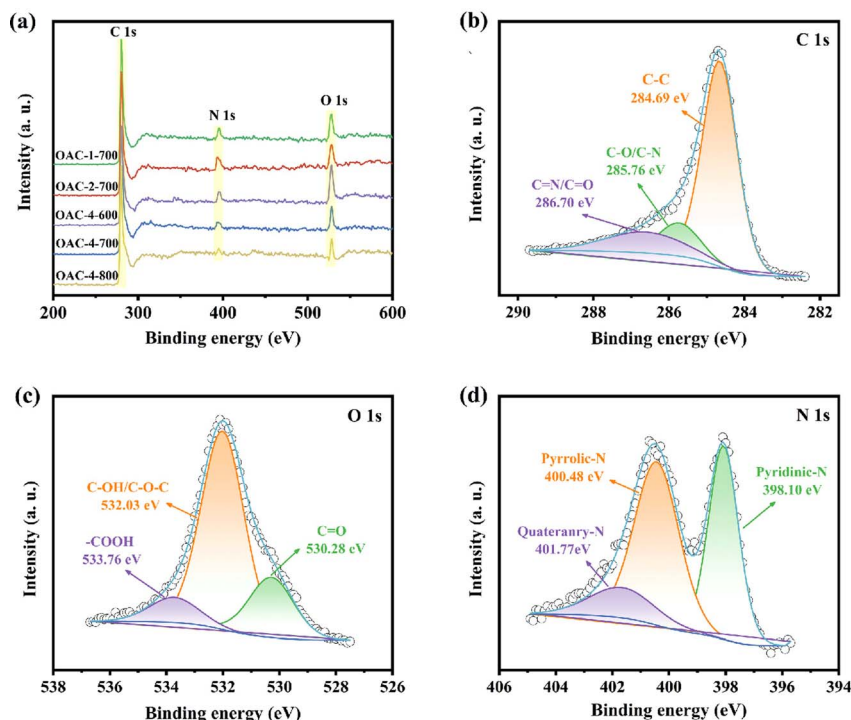 (a)
C 1s
N 1s
O 1s
OAC-1-700
OAC-2-700
OAC-4-600
OAC-4-700
OAC-4-800
Intensity (a. u.)
200 300 400 500 600
Binding energy (eV)
(b)
C 1s
C-C
284.69 eV
C-O/C-N
285.76 eV
C=N/C=O
286.70 eV
Intensity (a. u.)
290 288 286 284 282
Binding energy (eV)
(c)
O 1s
C-OH/C-O-C
532.03 eV
C=O
530.28 eV
-COOH
533.76 eV
Intensity (a. u.)
538 536 534 532 530 528 526
Binding energy (eV)
(d)
N 1s
Pyrrolic-N
400.48 eV
Pyridinic-N
398.10 eV
Quateranry-N
401.77eV
Intensity (a. u.)
406 404 402 400 398 396 394
Binding energy (eV)